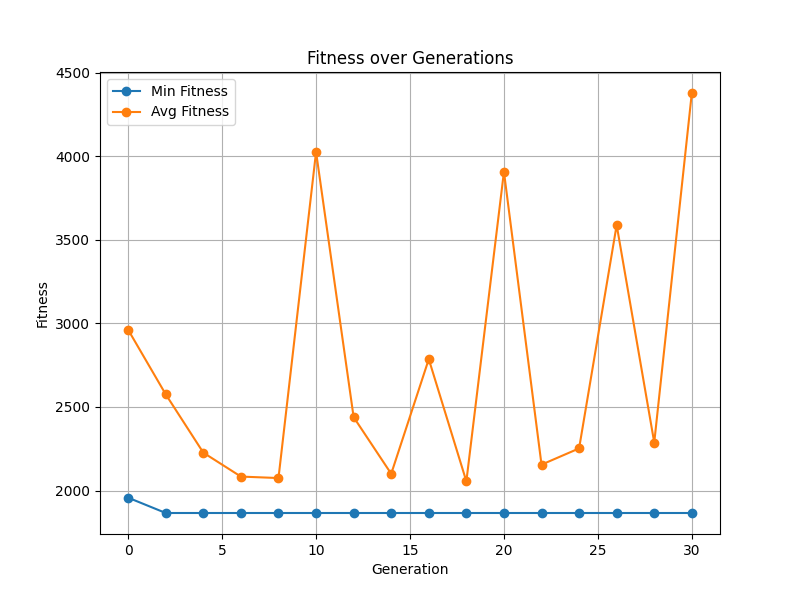 Fitness over Generations
Min Fitness
Avg Fitness
4500
4000
3500
3000
2500
2000
Fitness
0 5 10 15 20 25 30
Generation